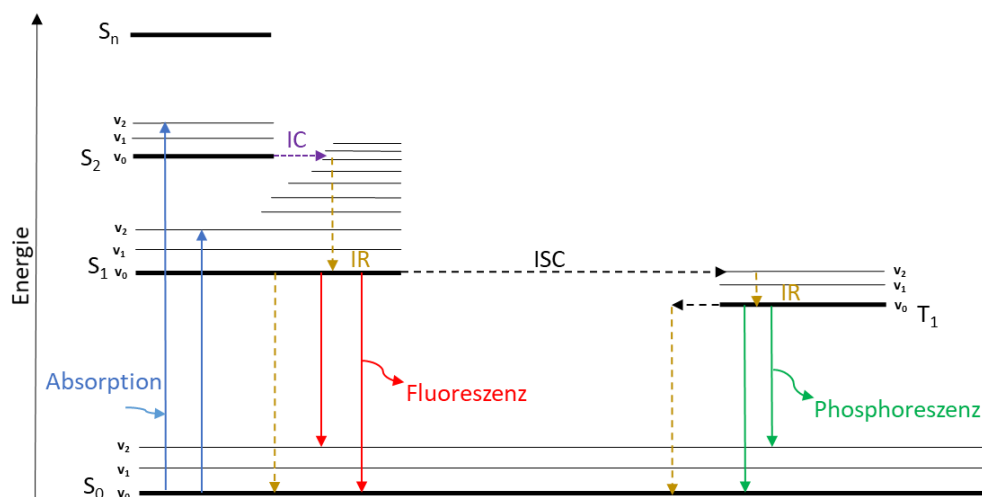 Energie
Sₙ
v₂
v₁
S₂ v₀
IC
v₂
v₁
S₁ v₀
IR
ISC
v₂
v₁
IR
v₀
T₁
Absorption
Fluoreszenz
Phosphoreszenz
v₂
v₁
S₀ v₀